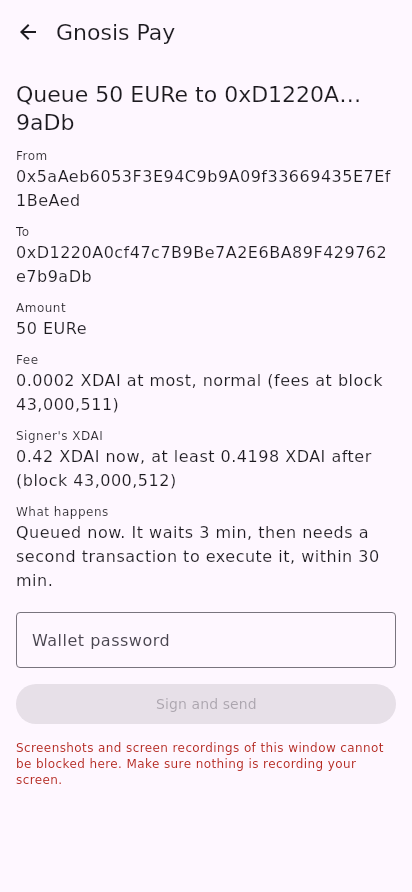 Gnosis Pay
Queue 50 EURe to 0xD1220A…
9aDb
From
0x5aAeb6053F3E94C9b9A09f33669435E7Ef
1BeAed
To
0xD1220A0cf47c7B9Be7A2E6BA89F429762
e7b9aDb
Amount
50 EURe
Fee
0.0002 XDAI at most, normal (fees at block
43,000,511)
Signer's XDAI
0.42 XDAI now, at least 0.4198 XDAI after
(block 43,000,512)
What happens
Queued now. It waits 3 min, then needs a
second transaction to execute it, within 30
min.
Wallet password
Sign and send
Screenshots and screen recordings of this window cannot
be blocked here. Make sure nothing is recording your
screen.